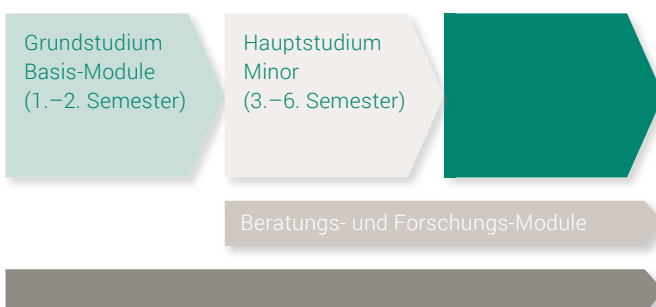 Grundstudium
Basis-Module
(1.–2. Semester)
Hauptstudium
Minor
(3.–6. Semester)
Beratungs- und Forschungs-Module